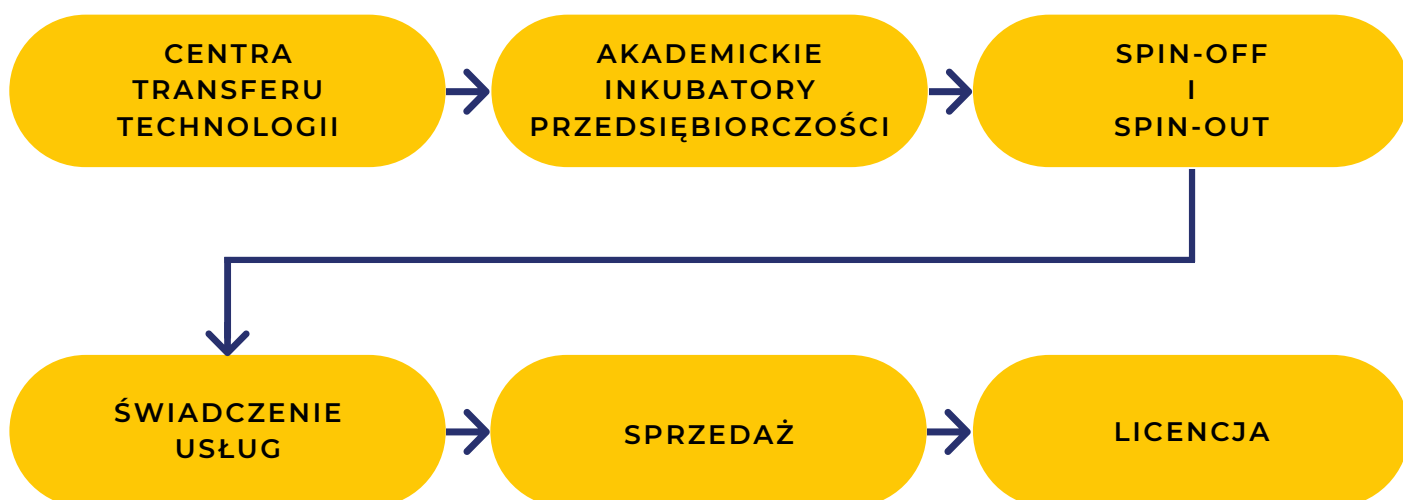 CENTRA
TRANSFERU
TECHNOLOGII
AKADEMICKIE
INKUBATORY
PRZEDSIĘBIORCZOŚCI
SPIN-OFF
I
SPIN-OUT
ŚWIADCZENIE
USŁUG
SPRZEDAŻ
LICENCJA